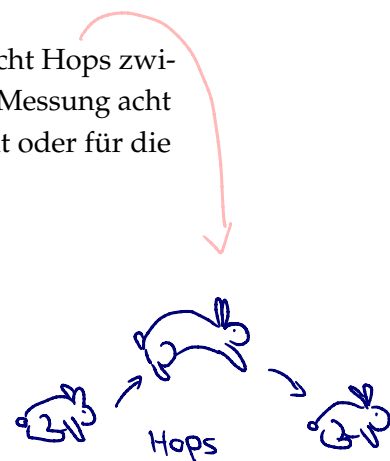 cht Hops zwi-
Messung acht
t oder für die
Hops